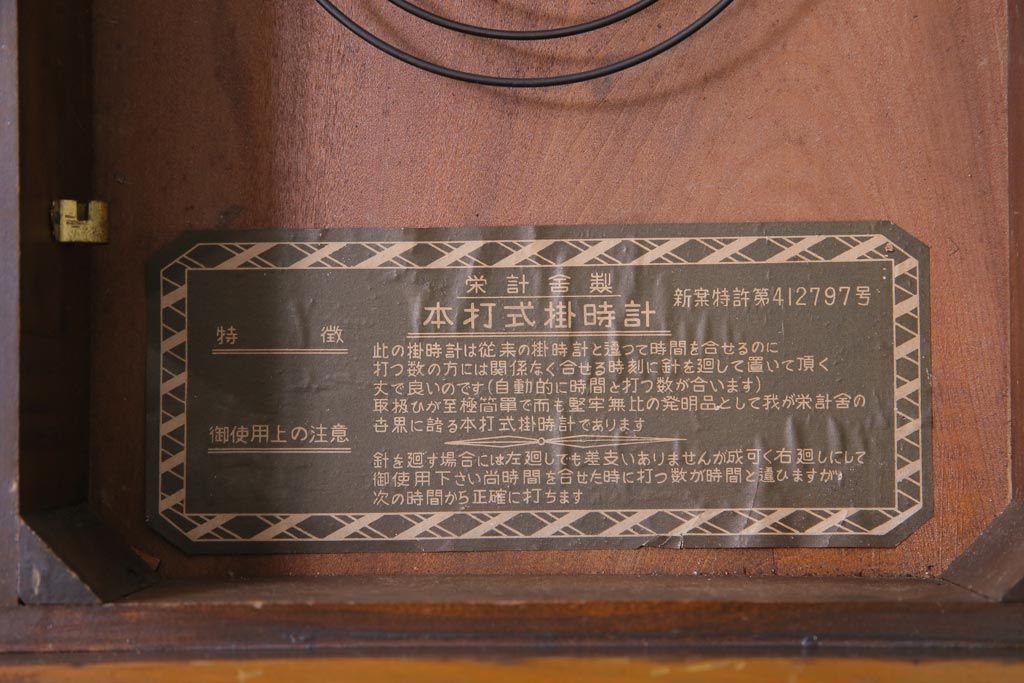 栄計舎製
本打式掛時計
新案特許第412797号
特徴
此の掛時計は従来の掛時計と違つて時間を合せるのに
打つ数の方には関係なく合せる時刻に針を廻して置いて頂く
丈で良いのです(自動的に時間と打つ数が合います)
取扱ひが至極簡単で而も堅牢無比の発明品として我が栄計舎の
世界に誇る本打式掛時計であります
御使用上の注意
針を廻す場合には左廻しでも差支いありませんが成可く右廻しにして
御使用下さい尚時間を合せた時に打つ数が時間と違ひますが
次の時間から正確に打ちます